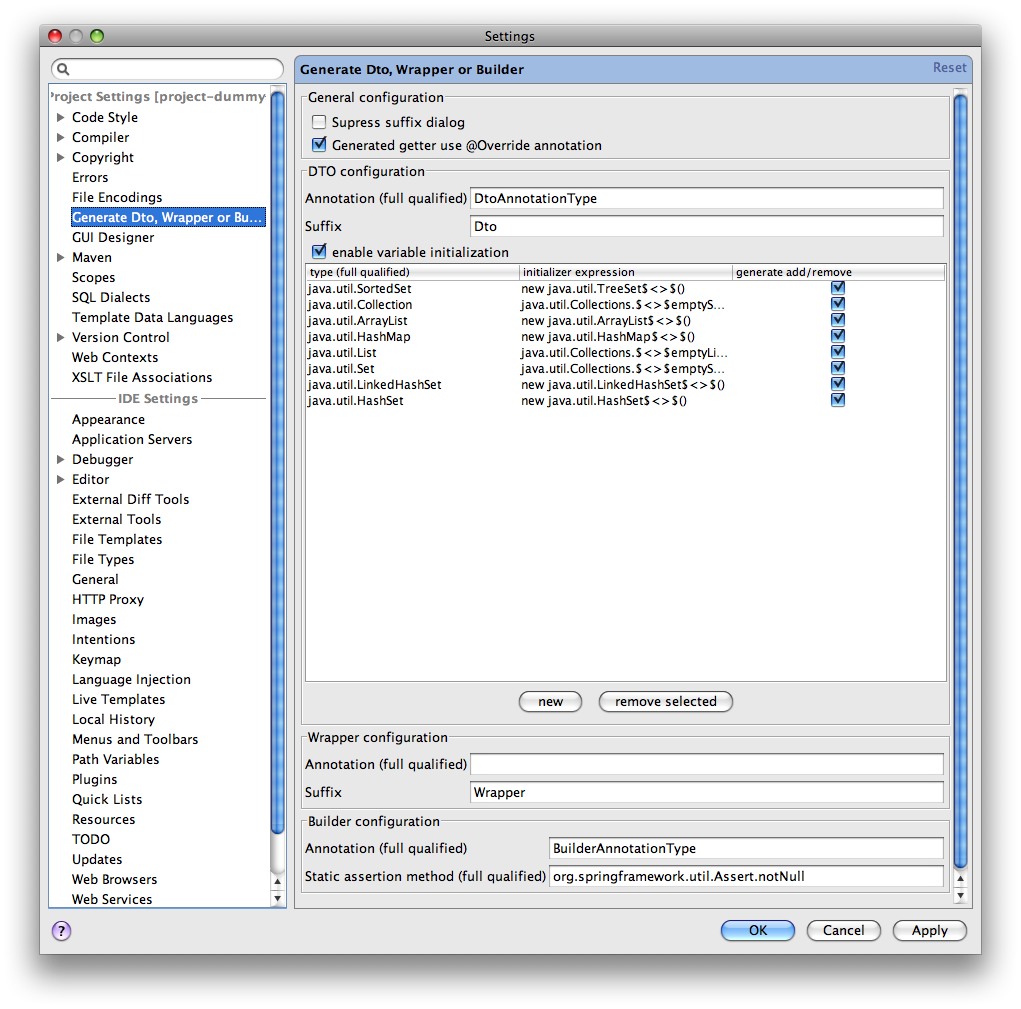 Settings
Project Settings [project-dummy
Code Style
Compiler
Copyright
Errors
File Encodings
Generate Dto, Wrapper or Bu...
GUI Designer
Maven
Scopes
SQL Dialects
Template Data Languages
Version Control
Web Contexts
XSLT File Associations
IDE Settings
Appearance
Application Servers
Debugger
Editor
External Diff Tools
External Tools
File Templates
File Types
General
HTTP Proxy
Images
Intentions
Keymap
Language Injection
Live Templates
Local History
Menus and Toolbars
Path Variables
Plugins
Quick Lists
Resources
TODO
Updates
Web Browsers
Web Services
Generate Dto, Wrapper or Builder Reset
General configuration
Supress suffix dialog
Generated getter use @Override annotation
DTO configuration
Annotation (full qualified) DtoAnnotationType
Suffix Dto
enable variable initialization
type (full qualified) initializer expression generate add/remove
java.util.SortedSet new java.util.TreeSet$<>$()
java.util.Collection java.util.Collections.$<>$emptyS...
java.util.ArrayList new java.util.ArrayList$<>$()
java.util.HashMap new java.util.HashMap$<>$()
java.util.List java.util.Collections.$<>$emptyLi...
java.util.Set java.util.Collections.$<>$emptyS...
java.util.LinkedHashSet new java.util.LinkedHashSet$<>$()
java.util.HashSet new java.util.HashSet$<>$()
new remove selected
Wrapper configuration
Annotation (full qualified)
Suffix Wrapper
Builder configuration
Annotation (full qualified) BuilderAnnotationType
Static assertion method (full qualified) org.springframework.util.Assert.notNull
? OK Cancel Apply